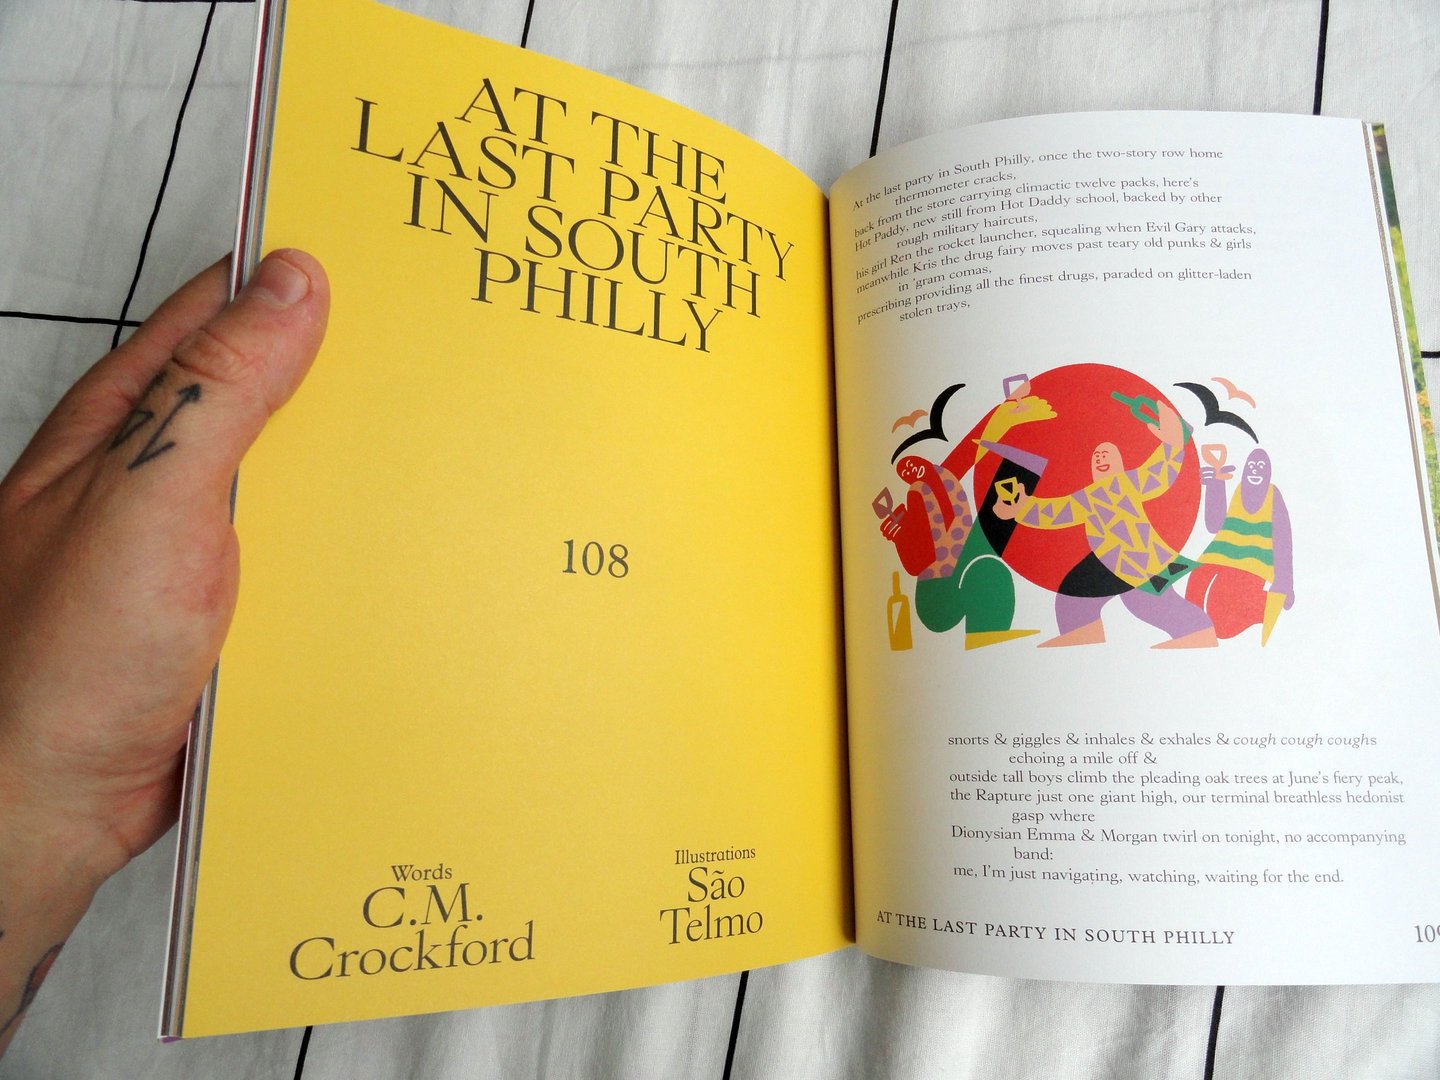 AT THE
LAST PARTY
IN SOUTH
PHILLY
108
Words
C.M.
Crockford
Illustrations
São
Telmo
At the last party in South Philly, once the two-story row home
thermometer cracks,
back from the store carrying climactic twelve packs, here's
Hot Paddy, new still from Hot Daddy school, backed by other
rough military haircuts,
his girl Ren the rocket launcher, squealing when Evil Gary attacks,
meanwhile Kris the drug fairy moves past teary old punks & girls
in 'gram comas,
prescribing providing all the finest drugs, paraded on glitter-laden
stolen trays,
snorts & giggles & inhales & exhales & cough cough coughs
echoing a mile off &
outside tall boys climb the pleading oak trees at June's fiery peak,
the Rapture just one giant high, our terminal breathless hedonist
gasp where
Dionysian Emma & Morgan twirl on tonight, no accompanying
band:
me, I'm just navigating, watching, waiting for the end.
AT THE LAST PARTY IN SOUTH PHILLY
109